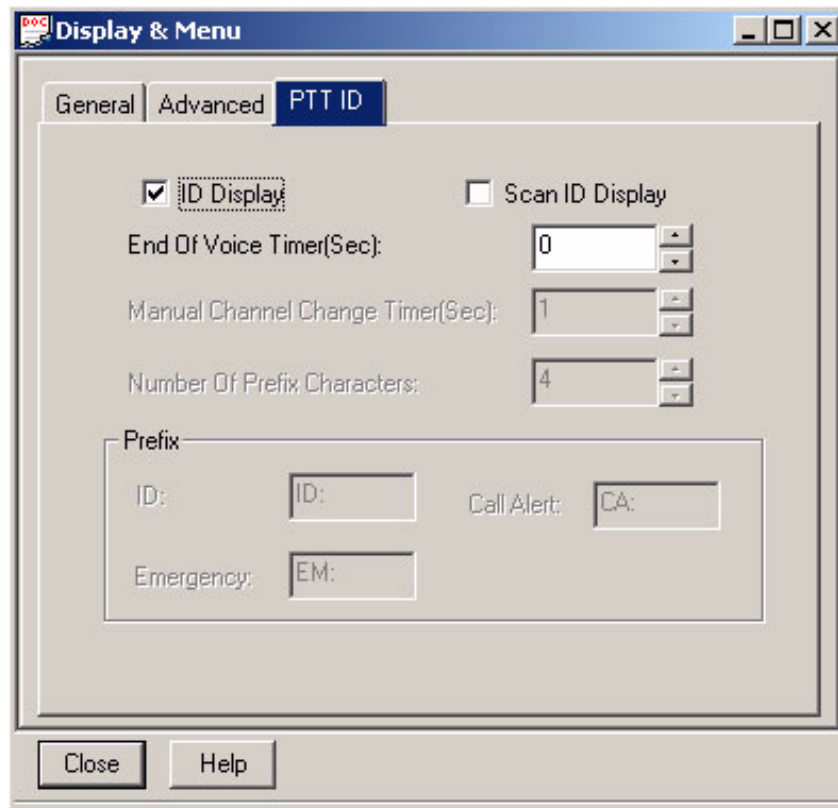 DOC
Display & Menu
General Advanced PTT ID
ID Display Scan ID Display
End Of Voice Timer(Sec): 0
Manual Channel Change Timer(Sec): 1
Number Of Prefix Characters: 4
Prefix
ID: ID: Call Alert: CA:
Emergency: EM:
Close Help